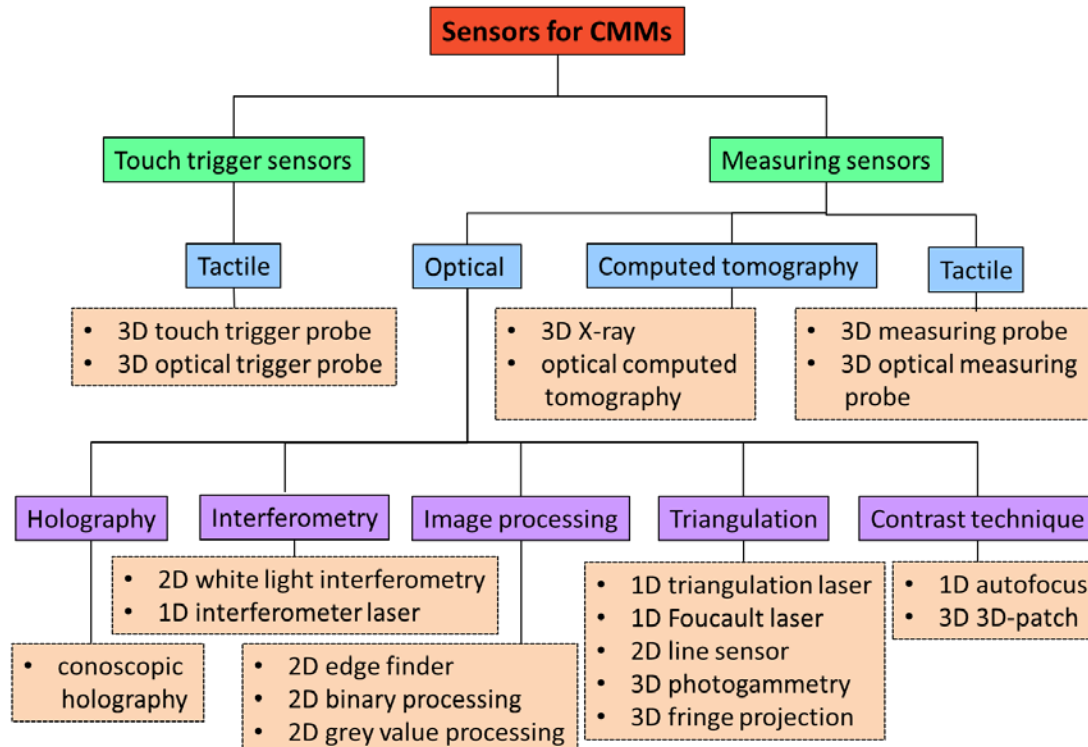 Sensors for CMMs
Touch trigger sensors
Measuring sensors
Tactile
Optical
Computed tomography
Tactile
• 3D touch trigger probe
• 3D optical trigger probe
• 3D X-ray
• optical computed
tomography
• 3D measuring probe
• 3D optical measuring
probe
Holography
Interferometry
Image processing
Triangulation
Contrast technique
• 2D white light interferometry
• 1D interferometer laser
• 1D triangulation laser
• 1D Foucault laser
• 2D line sensor
• 3D photogammetry
• 3D fringe projection
• 1D autofocus
• 3D 3D-patch
• conoscopic
holography
• 2D edge finder
• 2D binary processing
• 2D grey value processing